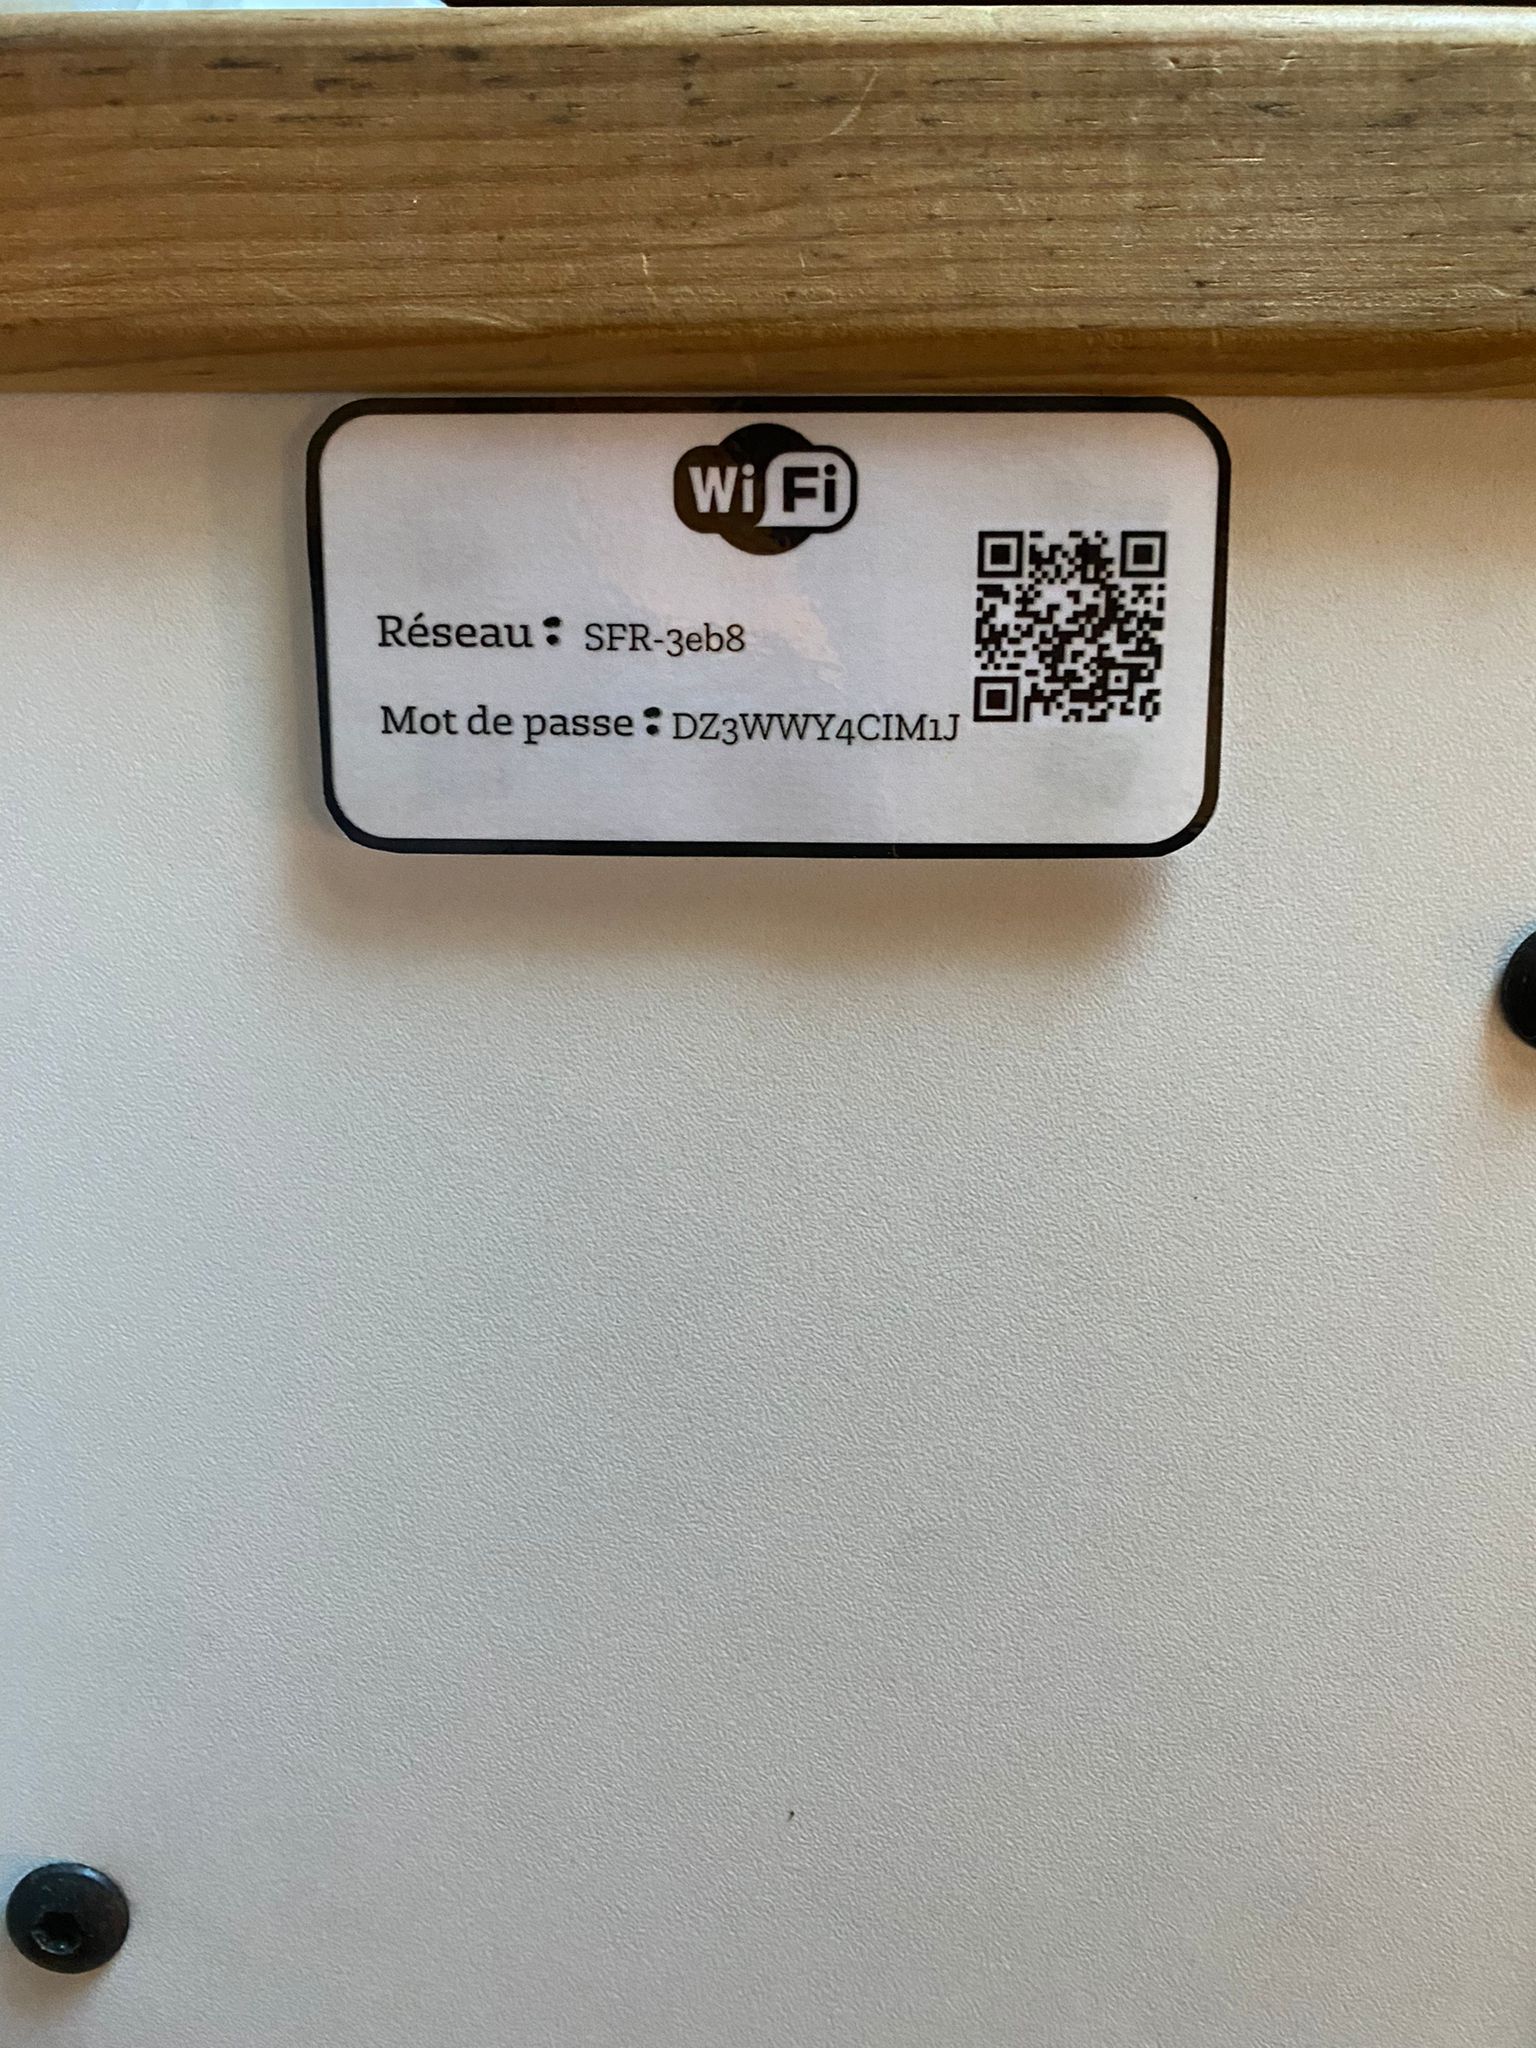 WiFi
Réseau : SFR-3eb8
Mot de passe : DZ3WWY4CIM1J